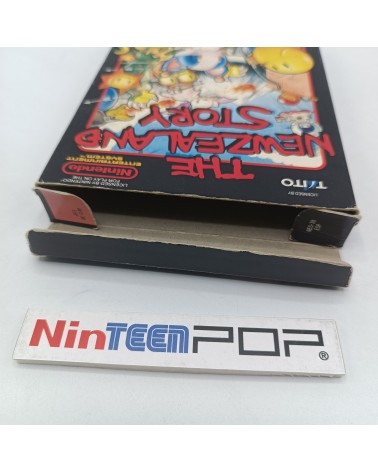 THE
NEWZEALAND
STORY
TAITO
LICENSED BY
Nintendo
ENTERTAINMENT
SYSTEM
LICENSED BY NINTENDO
FOR PLAY ON THE
NinTEENPOP®